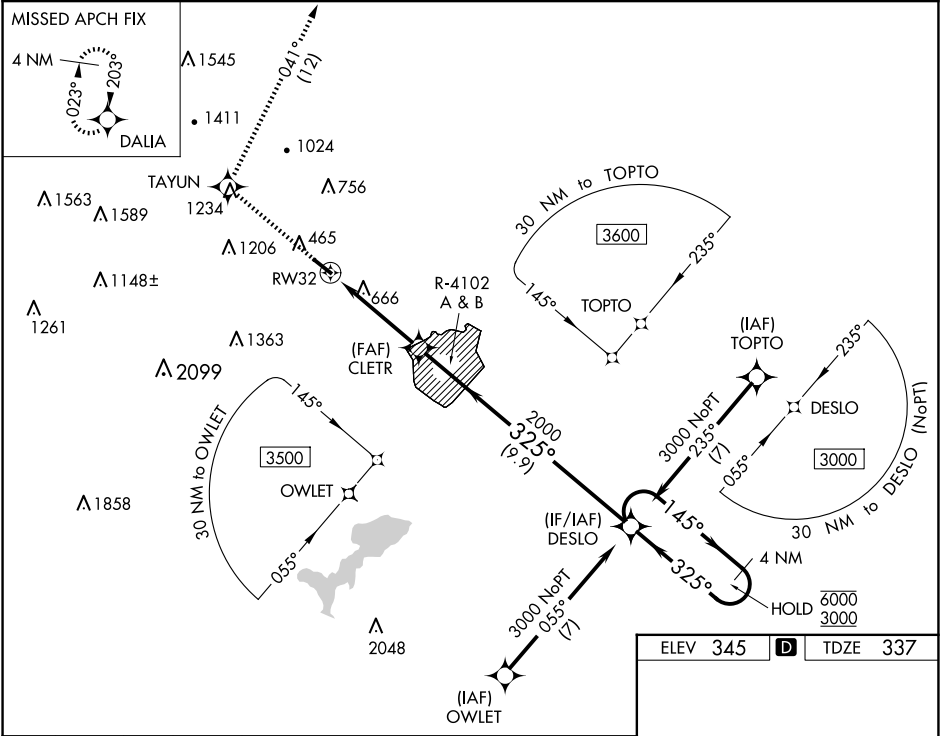 MISSED APCH FIX
4 NM
023°
203°
DALIA
1545
1411
1024
041°
(12)
TAYUN
1234
756
1563
1589
1206
465
RW32
1148±
666
1261
1363
2099
R-4102
A & B
(FAF)
CLETR
30 NM to TOPTO
3600
145°
235°
TOPTO
(IAF)
TOPTO
3000 NoPT
235°
(7)
235°
DESLO
055°
3000
30 NM to DESLO (NoPT)
30 NM to OWLET
145°
3500
OWLET
055°
1858
2000
325°
(9.9)
(IF/IAF)
DESLO
145°
325°
4 NM
HOLD
6000
3000
3000 NoPT
055°
(7)
2048
(IAF)
OWLET
ELEV 345 D TDZE 337